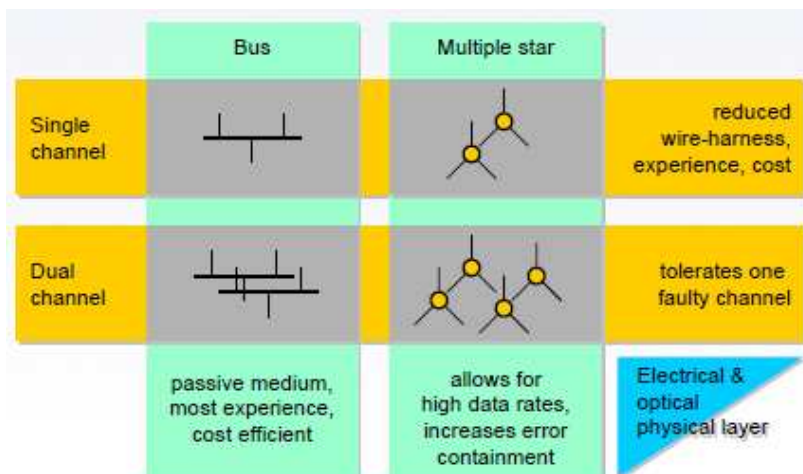 Bus
Multiple star
Single
channel
reduced
wire-harness,
experience, cost
Dual
channel
tolerates one
faulty channel
passive medium,
most experience,
cost efficient
allows for
high data rates,
increases error
containment
Electrical &
optical
physical layer